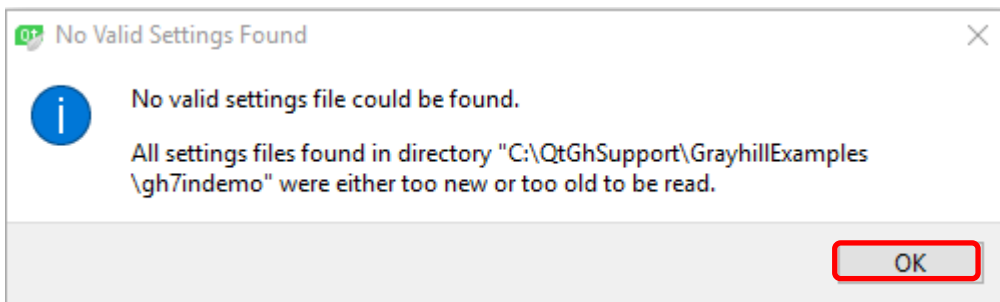 No Valid Settings Found
No valid settings file could be found.
All settings files found in directory "C:\QtGhSupport\GrayhillExamples
\gh7indemo" were either too new or too old to be read.
OK